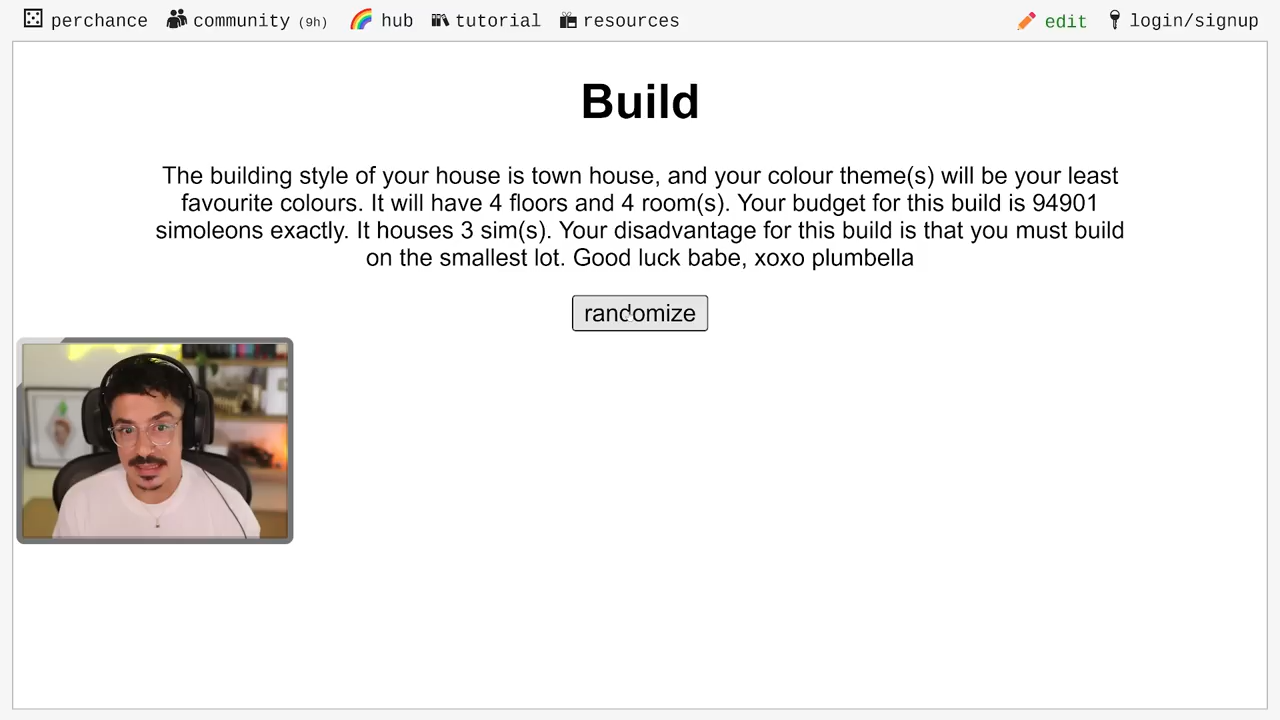 perchance community (9h) hub tutorial resources edit login/signup
Build
The building style of your house is town house, and your colour theme(s) will be your least
favourite colours. It will have 4 floors and 4 room(s). Your budget for this build is 94901
simoleons exactly. It houses 3 sim(s). Your disadvantage for this build is that you must build
on the smallest lot. Good luck babe, xoxo plumbella
randomize